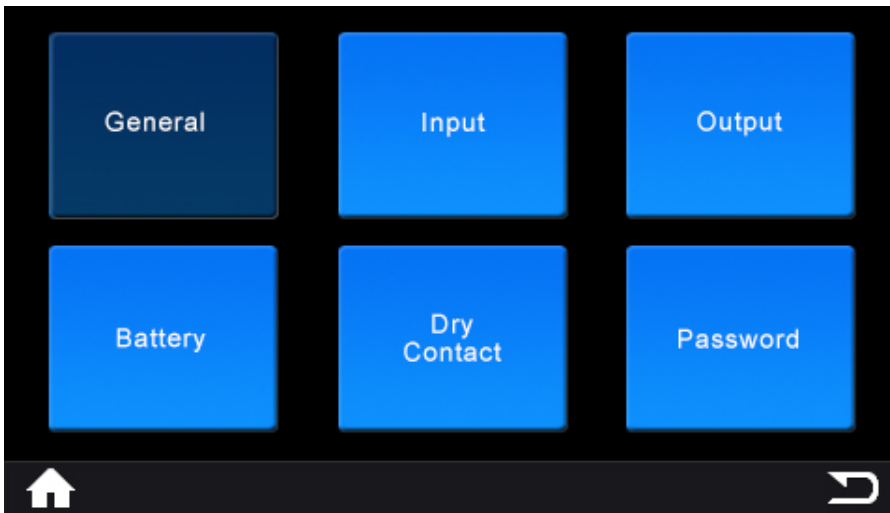 General
Input
Output
Battery
Dry
Contact
Password